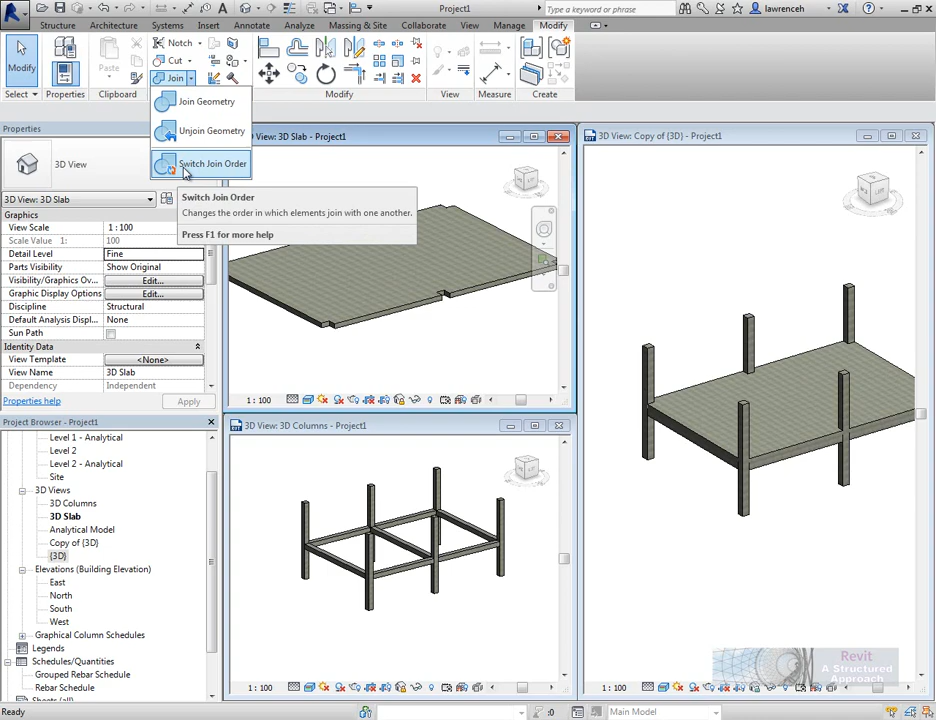 Project1
Type a keyword or phrase
lawrenceh
Structure
Architecture
Systems
Insert
Annotate
Analyze
Massing & Site
Collaborate
View
Manage
Modify
Modify
Select
Properties
Paste
Clipboard
Notch
Cut
Join
Modify
View
Measure
Create
Join Geometry
Unjoin Geometry
Switch Join Order
Switch Join Order
Changes the order in which elements join with one another.
Press F1 for more help
Properties
3D View
3D View: 3D Slab
Edit Type
Graphics
View Scale 1 : 100
Scale Value 1: 100
Detail Level Fine
Parts Visibility Show Original
Visibility/Graphics Ov... Edit...
Graphic Display Options Edit...
Discipline Structural
Default Analysis Displ... None
Sun Path
Identity Data
View Template <None>
View Name 3D Slab
Dependency Independent
Properties help
Apply
Project Browser - Project1
Level 1 - Analytical
Level 2
Level 2 - Analytical
Site
3D Views
3D Columns
3D Slab
Analytical Model
Copy of {3D}
{3D}
Elevations (Building Elevation)
East
North
South
West
Graphical Column Schedules
Legends
Schedules/Quantities
Grouped Rebar Schedule
Rebar Schedule
Sheets (all)
3D View: 3D Slab - Project1
1 : 100
3D View: 3D Columns - Project1
1 : 100
3D View: Copy of {3D} - Project1
1 : 100
Revit
A Structured
Approach
Ready
:0
Main Model